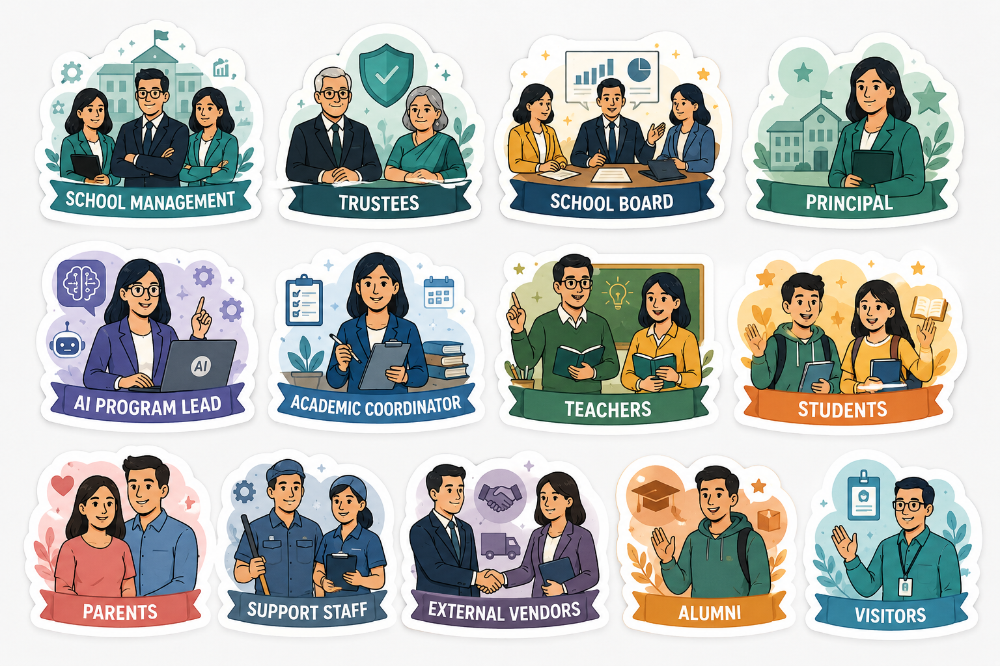 SCHOOL MANAGEMENT
TRUSTEES
SCHOOL BOARD
PRINCIPAL
AI
AI PROGRAM LEAD
ACADEMIC COORDINATOR
TEACHERS
STUDENTS
PARENTS
SUPPORT STAFF
EXTERNAL VENDORS
ALUMNI
VISITORS